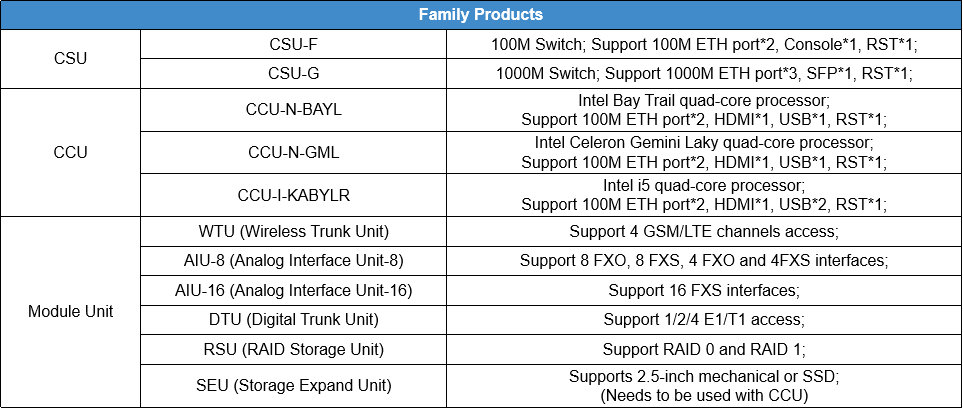 Family Products
CSU
CSU-F
100M Switch; Support 100M ETH port*2, Console*1, RST*1;
CSU-G
1000M Switch; Support 1000M ETH port*3, SFP*1, RST*1;
CCU
CCU-N-BAYL
Intel Bay Trail quad-core processor;
Support 100M ETH port*2, HDMI*1, USB*1, RST*1;
CCU-N-GML
Intel Celeron Gemini Laky quad-core processor;
Support 100M ETH port*2, HDMI*1, USB*1, RST*1;
CCU-I-KABYLR
Intel i5 quad-core processor;
Support 100M ETH port*2, HDMI*1, USB*2, RST*1;
Module Unit
WTU (Wireless Trunk Unit)
Support 4 GSM/LTE channels access;
AIU-8 (Analog Interface Unit-8)
Support 8 FXO, 8 FXS, 4 FXO and 4FXS interfaces;
AIU-16 (Analog Interface Unit-16)
Support 16 FXS interfaces;
DTU (Digital Trunk Unit)
Support 1/2/4 E1/T1 access;
RSU (RAID Storage Unit)
Support RAID 0 and RAID 1;
SEU (Storage Expand Unit)
Supports 2.5-inch mechanical or SSD;
(Needs to be used with CCU)